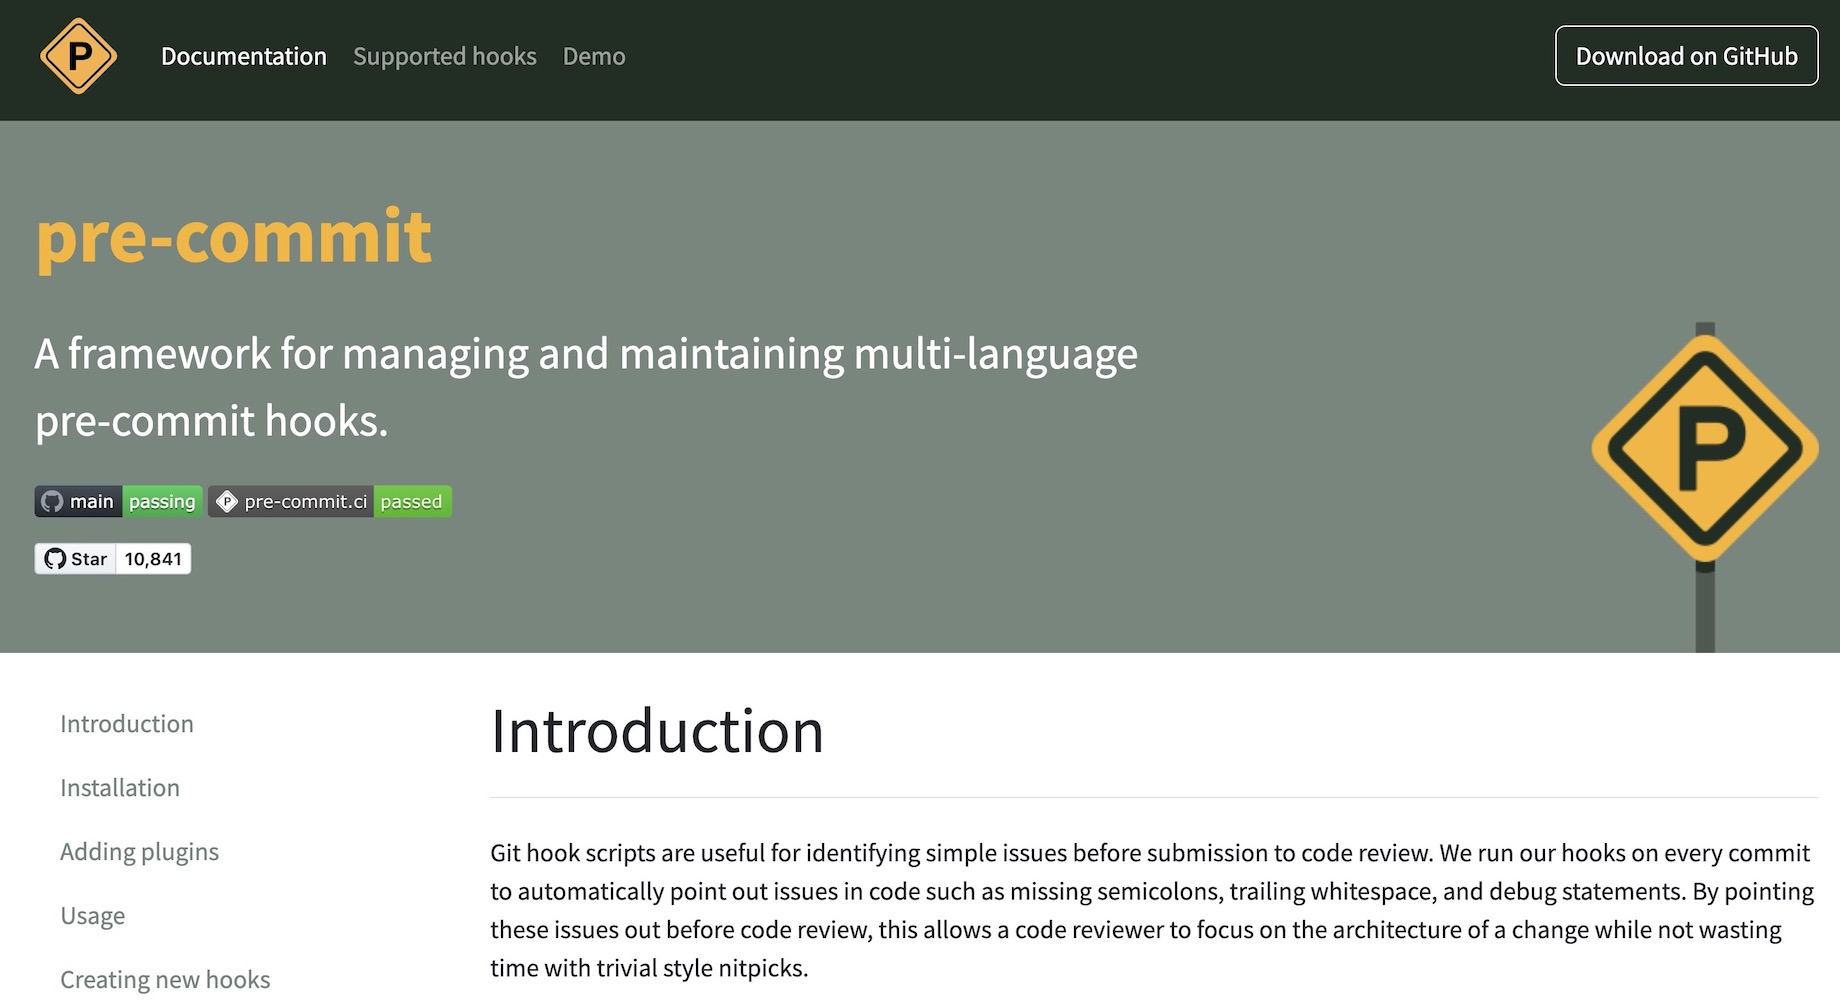 P
Documentation
Supported hooks
Demo
Download on GitHub
pre-commit
A framework for managing and maintaining multi-language
pre-commit hooks.
main passing
P pre-commit.ci passed
Star 10,841
P
Introduction
Installation
Adding plugins
Usage
Creating new hooks
Introduction
Git hook scripts are useful for identifying simple issues before submission to code review. We run our hooks on every commit
to automatically point out issues in code such as missing semicolons, trailing whitespace, and debug statements. By pointing
these issues out before code review, this allows a code reviewer to focus on the architecture of a change while not wasting
time with trivial style nitpicks.